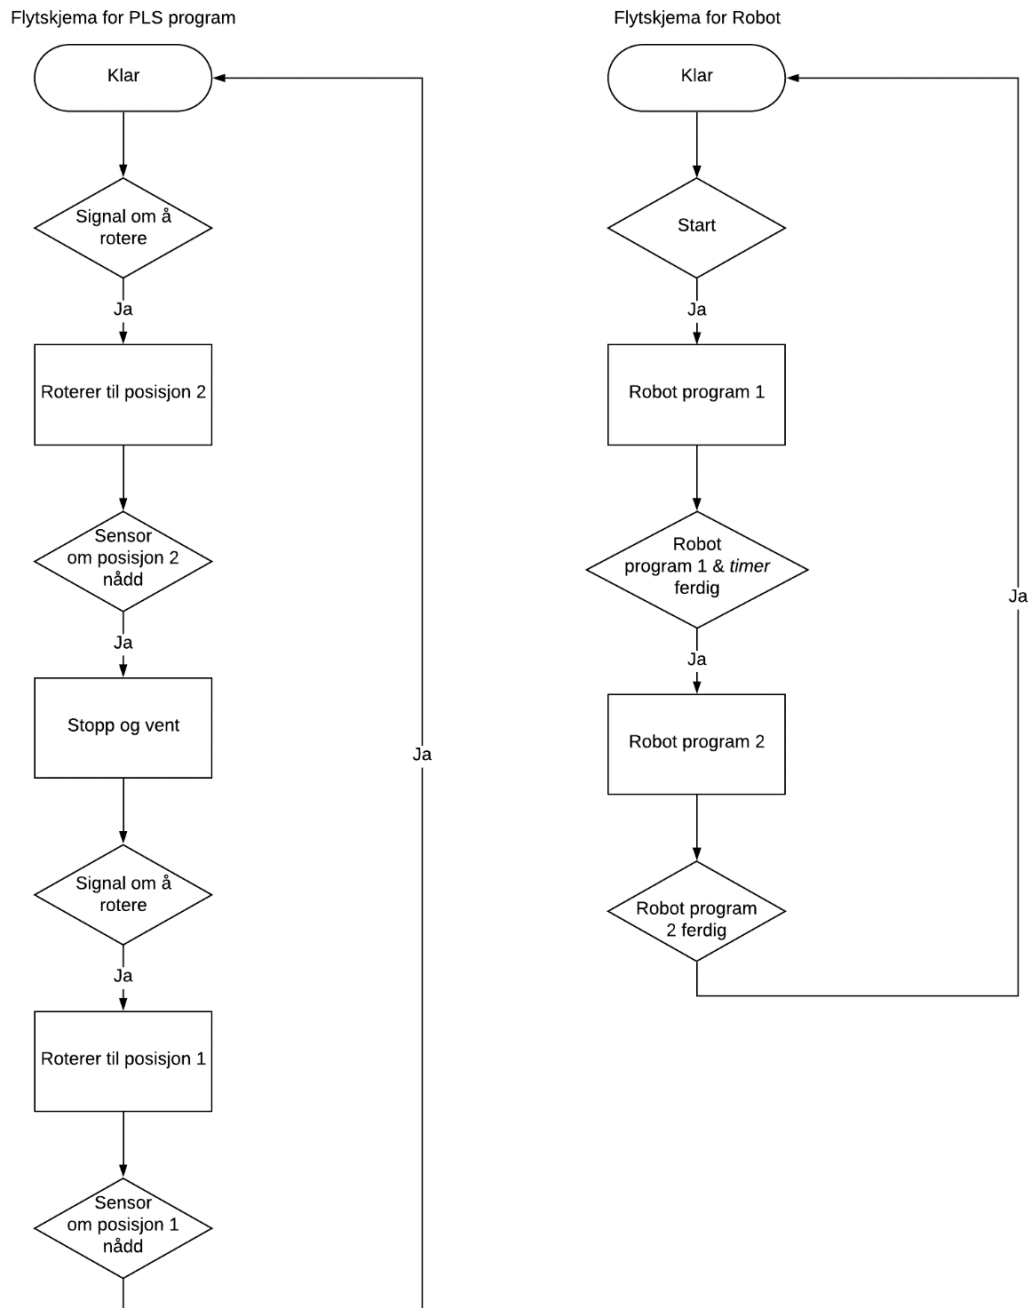 Flytskjema for PLS program
Klar
Signal om å
rotere
Ja
Roterer til posisjon 2
Sensor
om posisjon 2
nådd
Ja
Stopp og vent
Signal om å
rotere
Ja
Roterer til posisjon 1
Sensor
om posisjon 1
nådd
Ja
Flytskjema for Robot
Klar
Start
Ja
Robot program 1
Robot
program 1 & timer
ferdig
Ja
Robot program 2
Robot program
2 ferdig
Ja